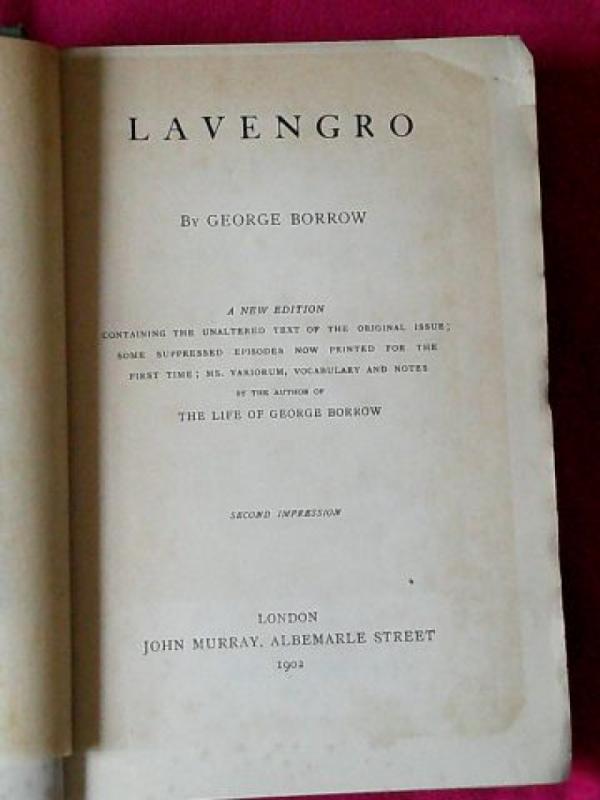 LAVENGRO
By GEORGE BORROW
A NEW EDITION
CONTAINING THE UNALTERED TEXT OF THE ORIGINAL ISSUE;
SOME SUPPRESSED EPISODES NOW PRINTED FOR THE
FIRST TIME; MS. VARIORUM, VOCABULARY AND NOTES
BY THE AUTHOR OF
THE LIFE OF GEORGE BORROW
SECOND IMPRESSION
LONDON
JOHN MURRAY, ALBEMARLE STREET
1902